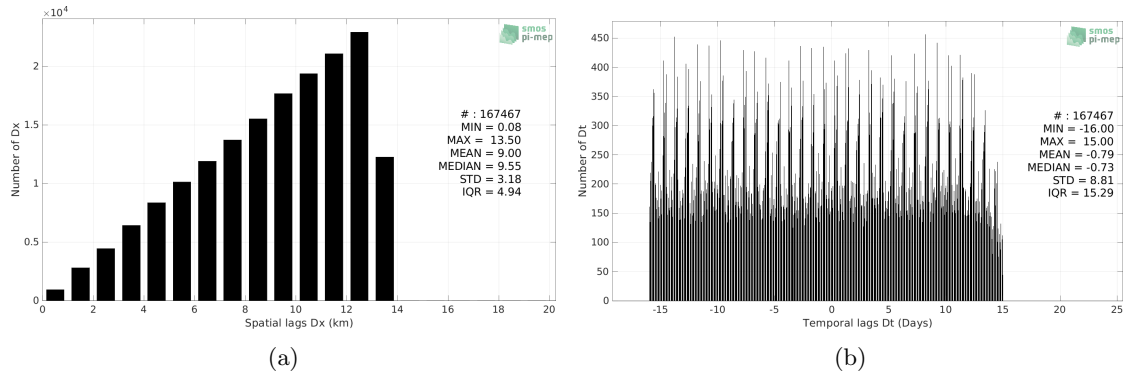 ×10⁴
smos
pi-mep
2
1.5
1
0.5
0
Number of Dx
# : 167467
MIN = 0.08
MAX = 13.50
MEAN = 9.00
MEDIAN = 9.55
STD = 3.18
IQR = 4.94
0 2 4 6 8 10 12 14 16 18 20
Spatial lags Dx (km)
(a)
smos
pi-mep
450
400
350
300
250
200
150
100
50
0
Number of Dt
# : 167467
MIN = -16.00
MAX = 15.00
MEAN = -0.79
MEDIAN = -0.73
STD = 8.81
IQR = 15.29
-15 -10 -5 0 5 10 15 20 25
Temporal lags Dt (Days)
(b)